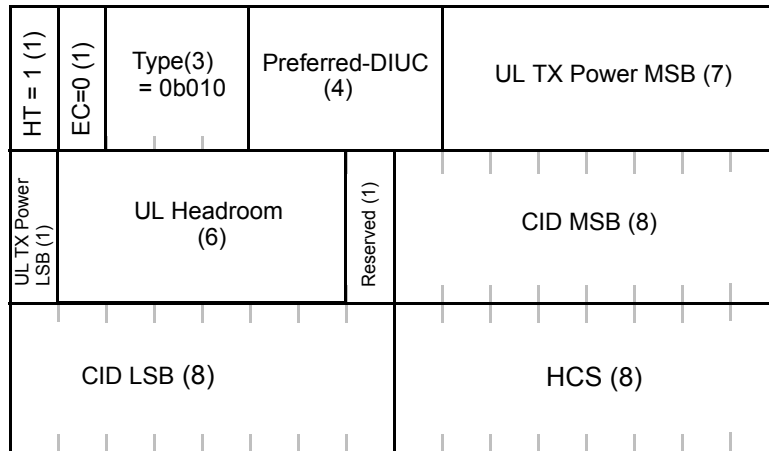 HT = 1 (1)
EC=0 (1)
Type(3)
= 0b010
Preferred-DIUC
(4)
UL TX Power MSB (7)
UL TX Power
LSB (1)
UL Headroom
(6)
Reserved (1)
CID MSB (8)
CID LSB (8)
HCS (8)